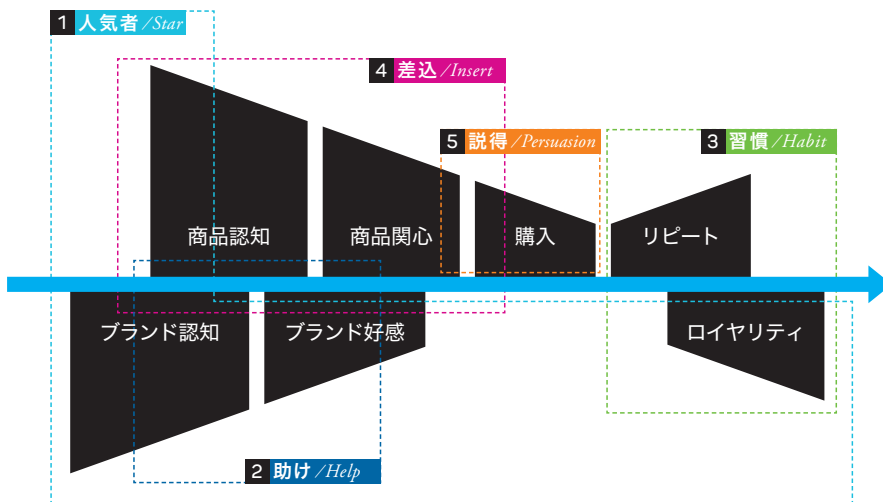 1 人気者 /Star
4 差込 /Insert
5 説得 /Persuasion
3 習慣 /Habit
商品認知
商品関心
購入
リピート
ブランド認知
ブランド好感
ロイヤリティ
2 助け /Help